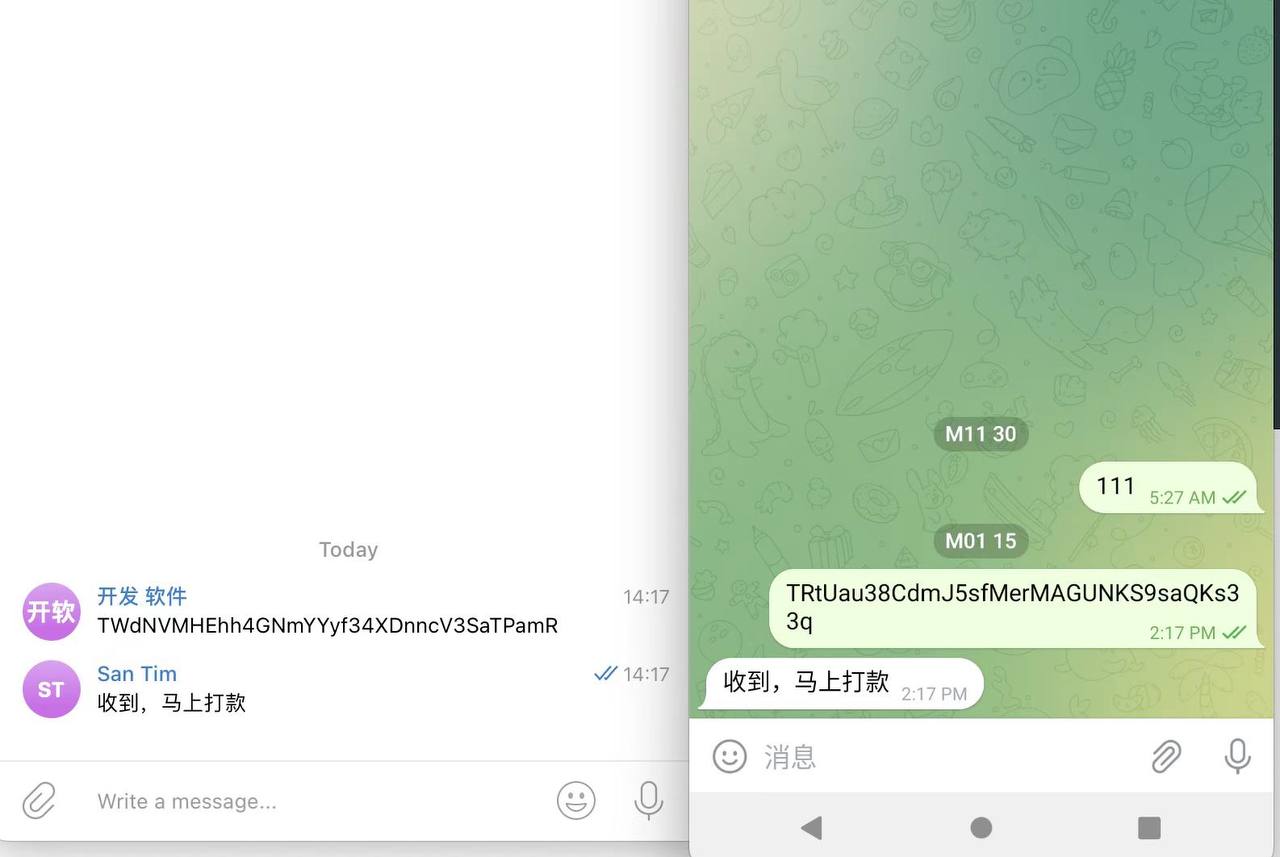 Today
开软
开发 软件
14:17
TWdNVMHEhh4GNmYYyf34XDnncV3SaTPamR
ST
San Tim
14:17
收到，马上打款
Write a message...
M11 30
111
5:27 AM
M01 15
TRtUau38CdmJ5sfMerMAGUNKS9saQKs3
3q
2:17 PM
收到，马上打款
2:17 PM
消息